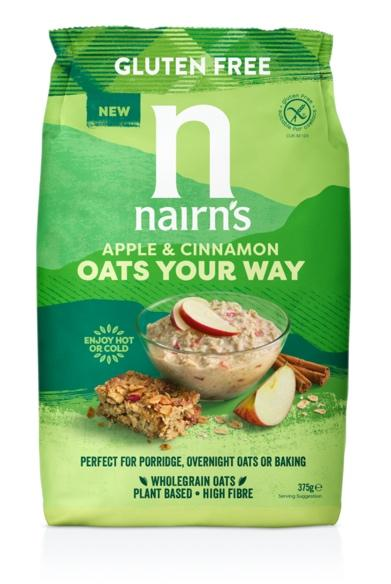 GLUTEN FREE
NEW
n
nairn's
APPLE & CINNAMON
OATS YOUR WAY
ENJOY HOT
OR COLD
PERFECT FOR PORRIDGE, OVERNIGHT OATS OR BAKING
WHOLEGRAIN OATS
PLANT BASED • HIGH FIBRE
375g℮
Serving Suggestion